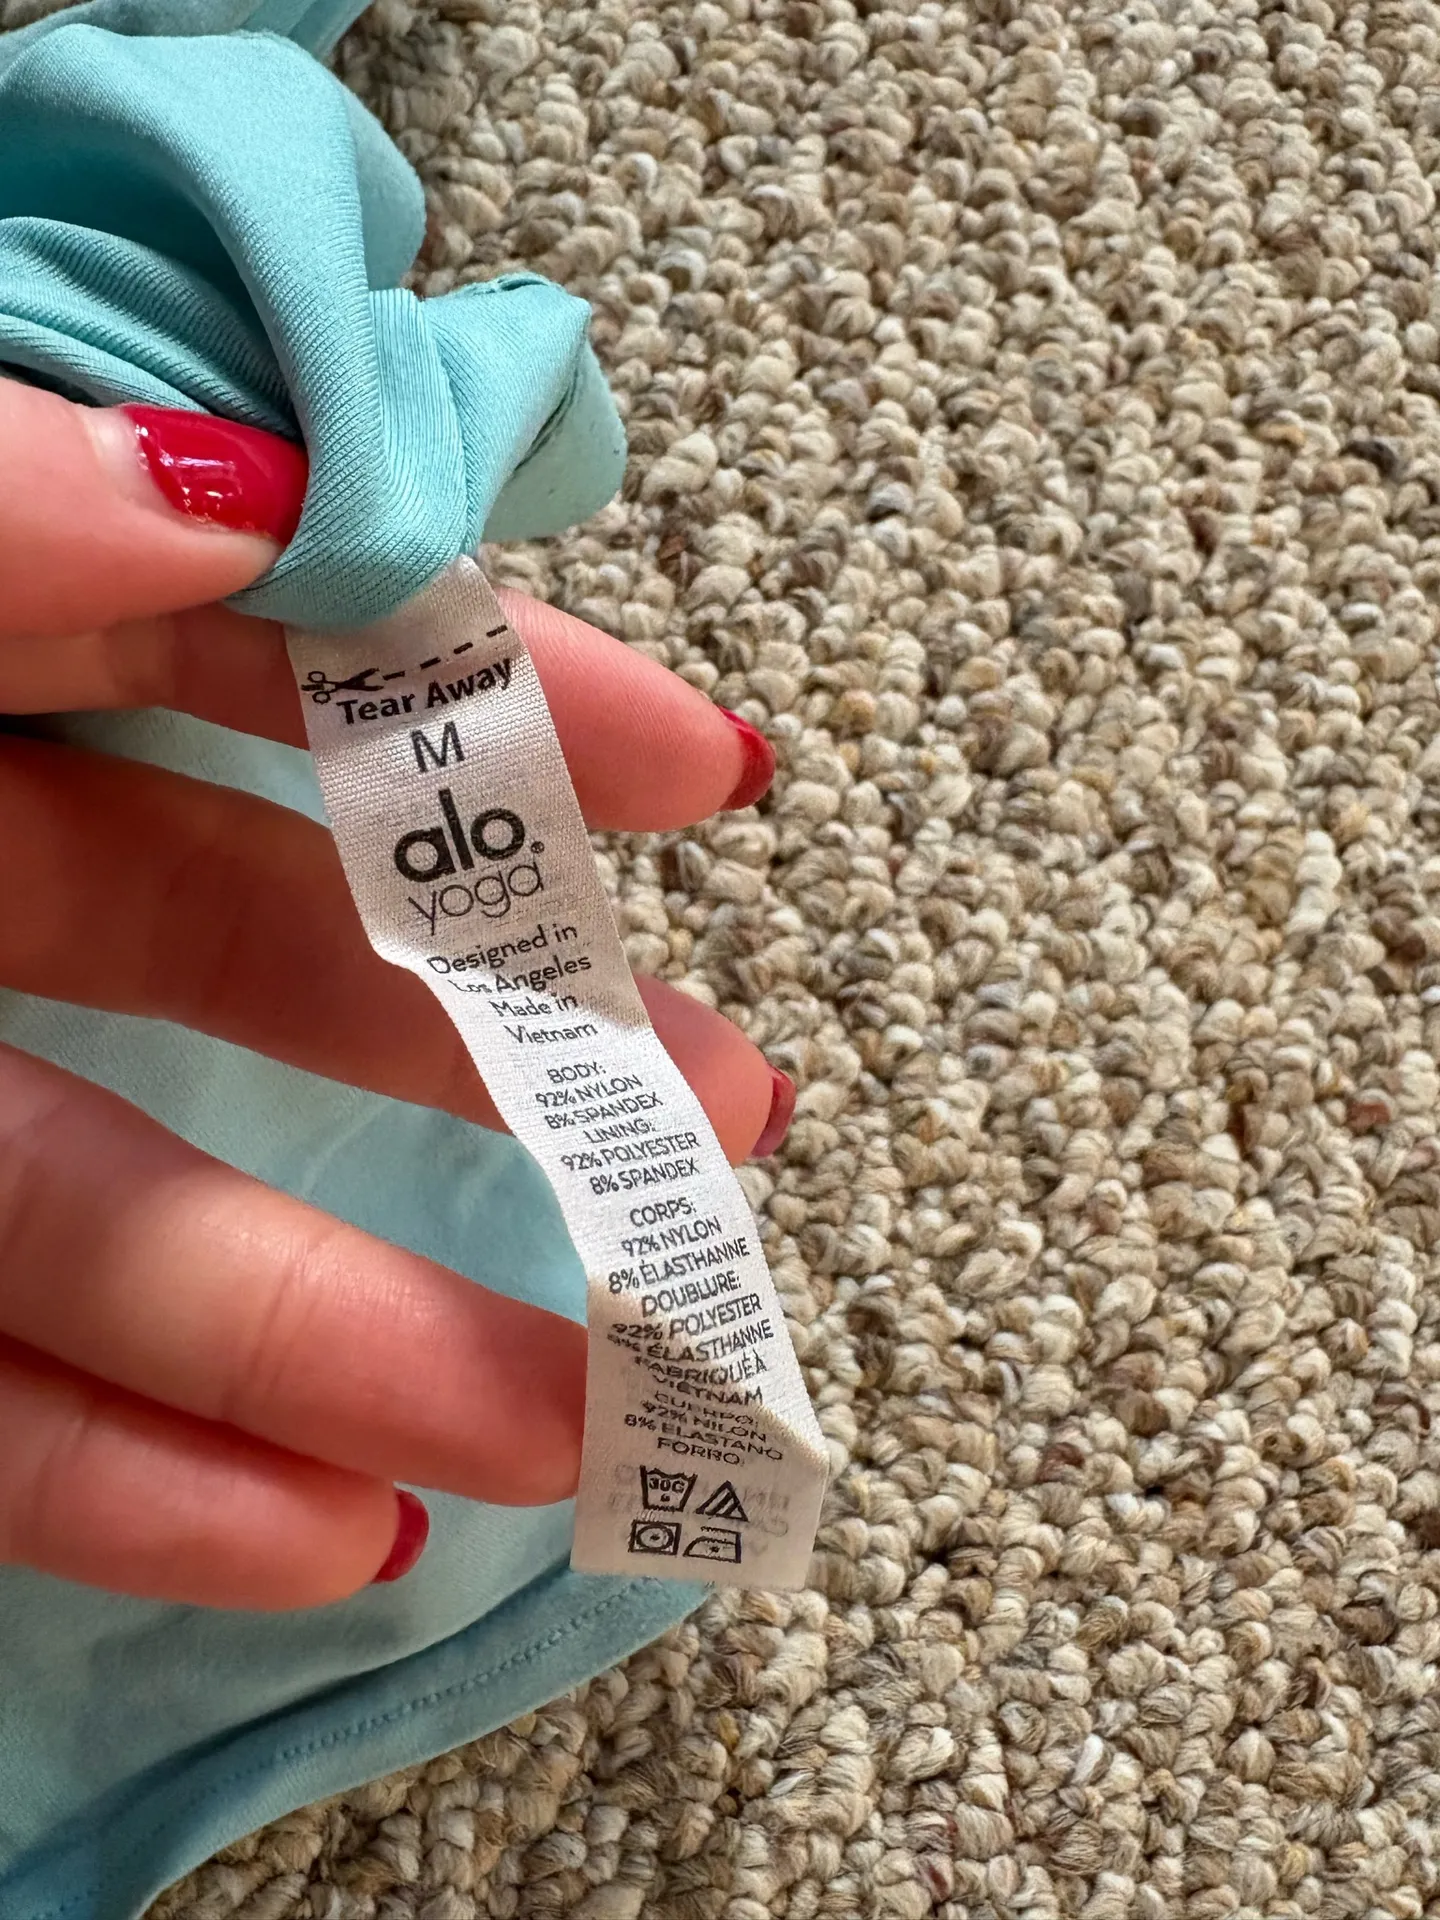 Tear Away
M
alo®
yoga
Designed in
Los Angeles
Made in
Vietnam
BODY:
92% NYLON
8% SPANDEX
LINING:
92% POLYESTER
8% SPANDEX
CORPS:
92% NYLON
8% ÉLASTHANNE
DOUBLURE:
92% POLYESTER
8% ÉLASTHANNE
FABRIQUÉ À
VIETNAM
CUERPO:
92% NILON
8% ELASTANO
FORRO:
30C